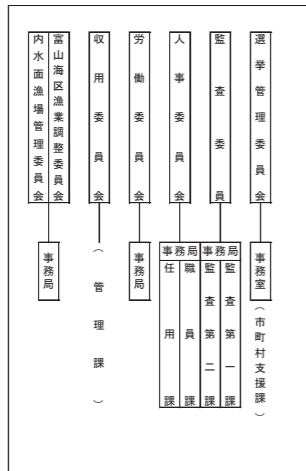 選挙管理委員会
監査委員
人事委員会
労働委員会
収用委員会
富山海区漁業調整委員会
内水面漁場管理委員会
事務室
（市町村支援課）
事務局
監査第一課
監査第二課
事務局
職員課
任用課
事務局
（管理課）
事務局